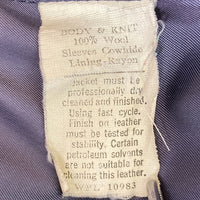 BODY & KNIT
100% Wool
Sleeves Cowhide
Lining-Rayon
Jacket must be
professionally dry
cleaned and finished.
Using fast cycle.
Finish on leather
must be tested for
stability. Certain
petroleum solvents
are not suitable for
cleaning this leather.
WPL 10983